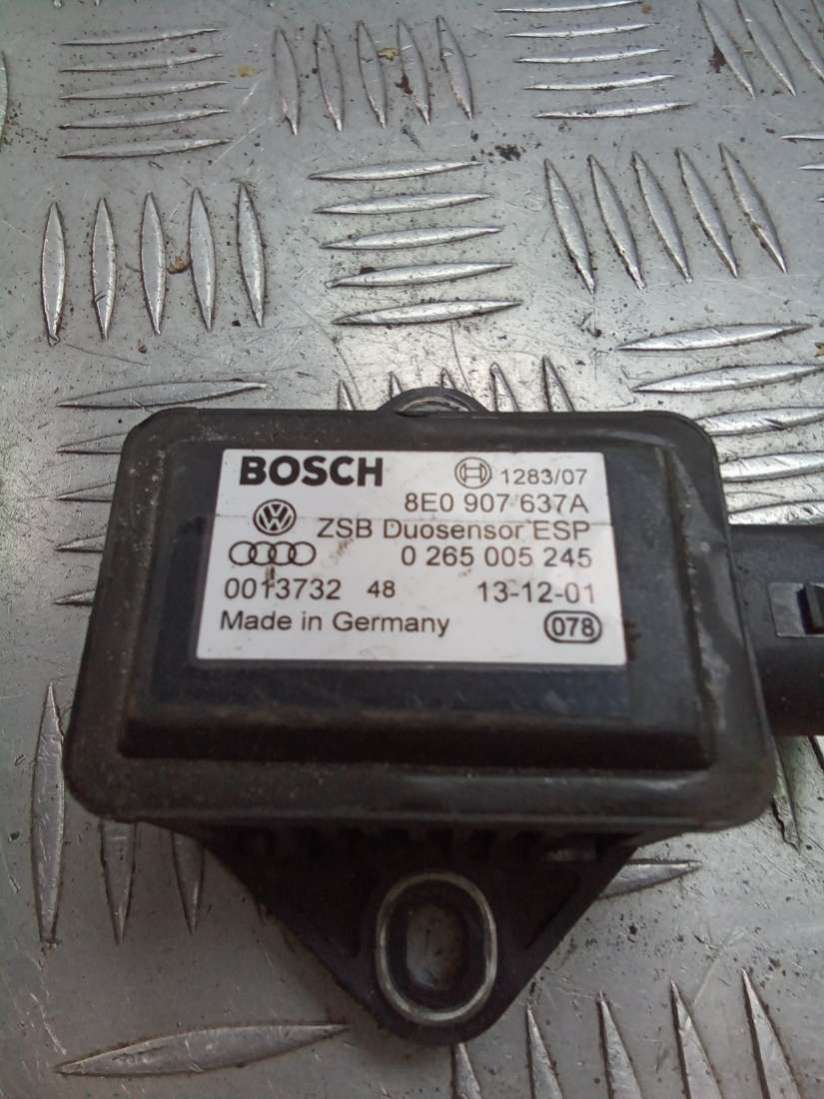 BOSCH 1283/07
8E0 907 637A
VW ZSB Duosensor ESP
0 265 005 245
0013732 48 13-12-01
Made in Germany 078